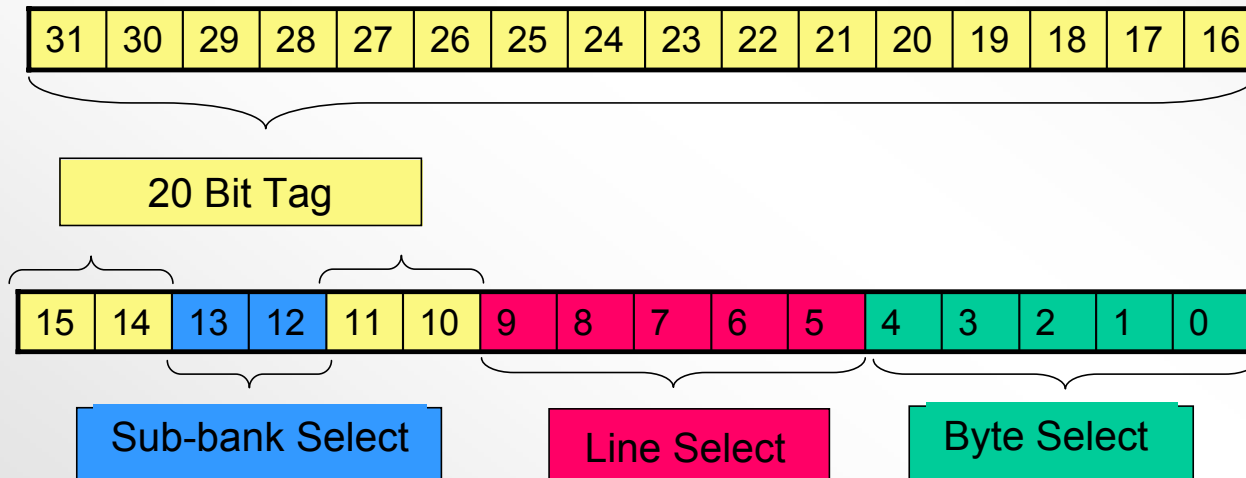 31 30 29 28 27 26 25 24 23 22 21 20 19 18 17 16
20 Bit Tag
15 14 13 12 11 10 9 8 7 6 5 4 3 2 1 0
Sub-bank Select Line Select Byte Select